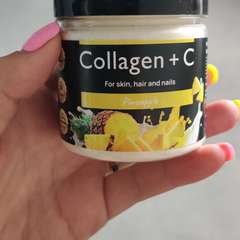 Collagen + C
For skin, hair and nails
Pineapple